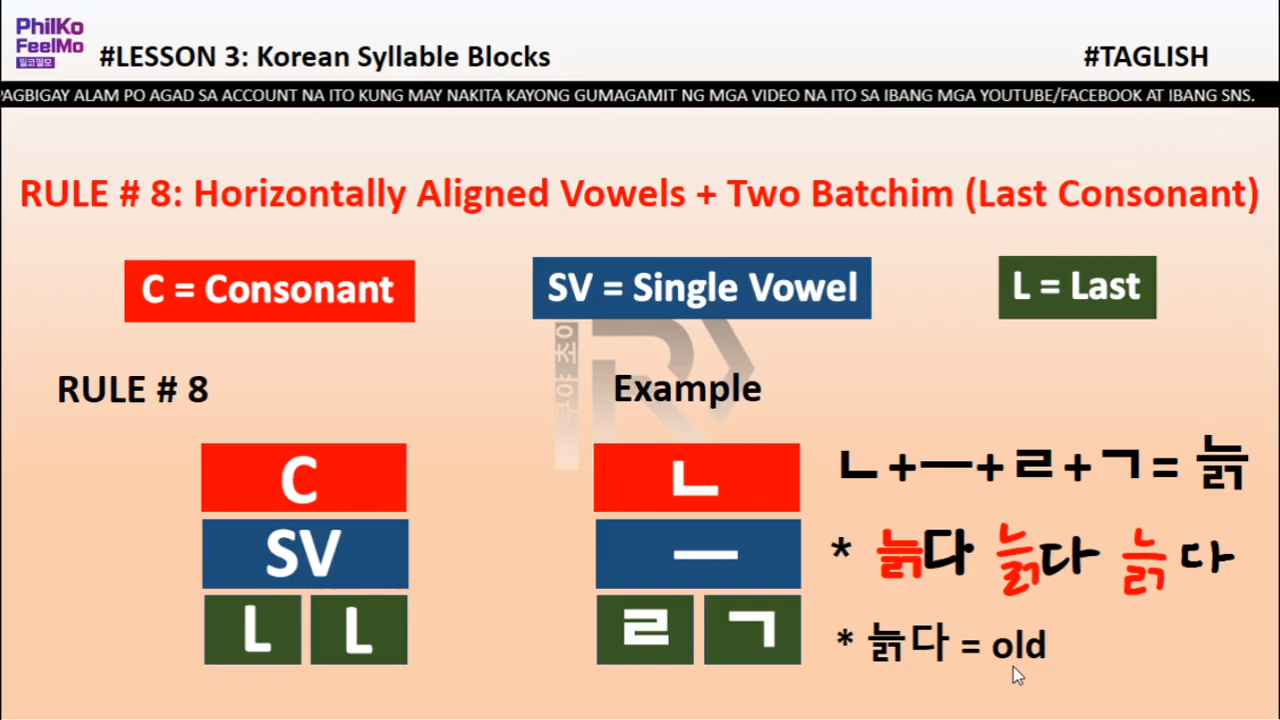 PhilKo
FeelMo
필코필모
#LESSON 3: Korean Syllable Blocks
#TAGLISH
PAGBIGAY ALAM PO AGAD SA ACCOUNT NA ITO KUNG MAY NAKITA KAYONG GUMAGAMIT NG MGA VIDEO NA ITO SA IBANG MGA YOUTUBE/FACEBOOK AT IBANG SNS.
RULE # 8: Horizontally Aligned Vowels + Two Batchim (Last Consonant)
C = Consonant
SV = Single Vowel
L = Last
RULE # 8
Example
C
SV
L L
ㄴ
ㅡ
ㄹ ㄱ
ㄴ+ㅡ+ㄹ+ㄱ= 늙
* 늙다 늙다 늙다
* 늙다 = old